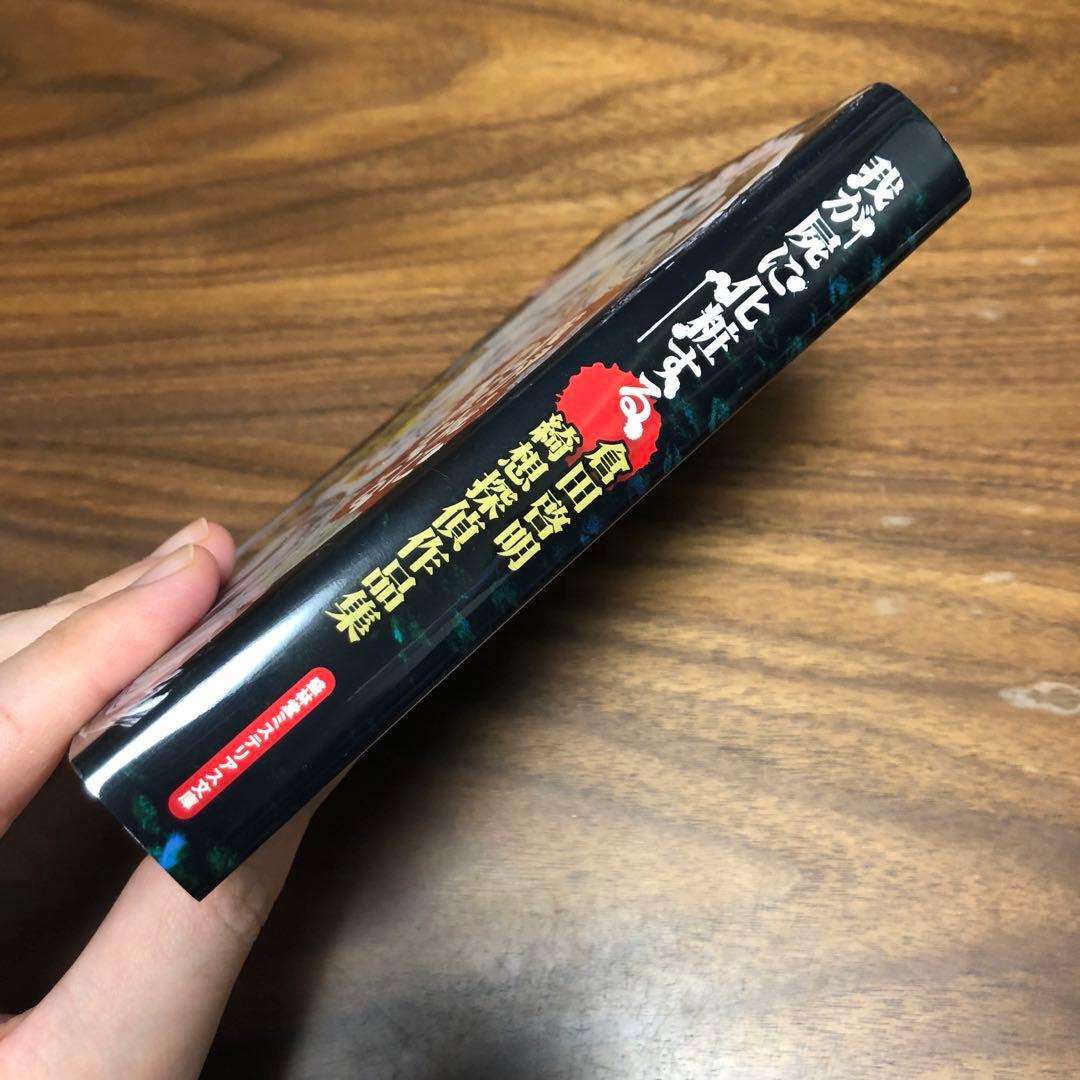 我が屍に化粧する
倉田啓明
綺想探偵作品集
盛林堂ミステリアス文庫